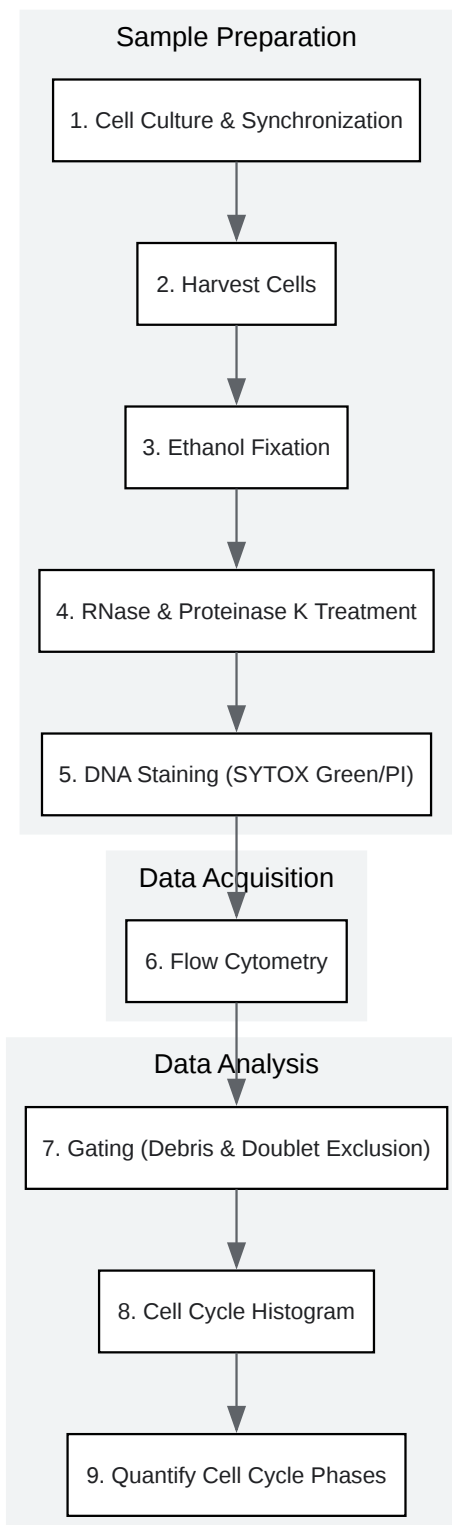 Sample Preparation
1. Cell Culture & Synchronization
2. Harvest Cells
3. Ethanol Fixation
4. RNase & Proteinase K Treatment
5. DNA Staining (SYTOX Green/PI)
Data Acquisition
6. Flow Cytometry
Data Analysis
7. Gating (Debris & Doublet Exclusion)
8. Cell Cycle Histogram
9. Quantify Cell Cycle Phases